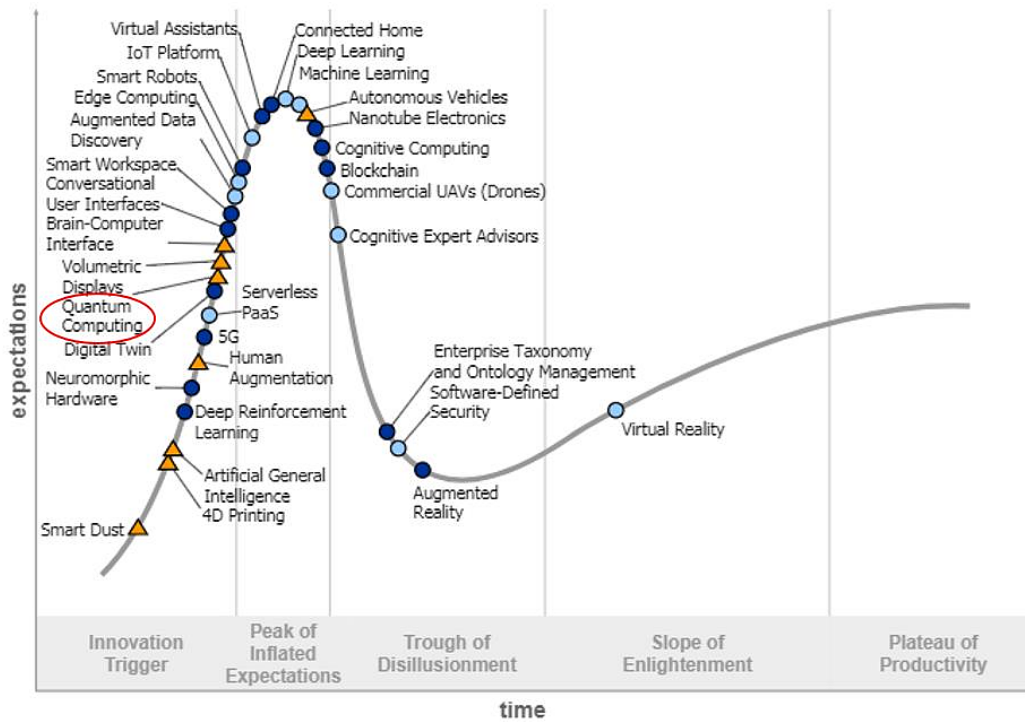 Virtual Assistants
IoT Platform
Smart Robots
Edge Computing
Augmented Data
Discovery
Smart Workspace
Conversational
User Interfaces
Brain-Computer
Interface
Volumetric
Displays
Quantum
Computing
Digital Twin
Neuromorphic
Hardware
Smart Dust
Connected Home
Deep Learning
Machine Learning
Autonomous Vehicles
Nanotube Electronics
Cognitive Computing
Blockchain
Commercial UAVs (Drones)
Cognitive Expert Advisors
Serverless
PaaS
5G
Human
Augmentation
Deep Reinforcement
Learning
Artificial General
Intelligence
4D Printing
Enterprise Taxonomy
and Ontology Management
Software-Defined
Security
Augmented
Reality
Virtual Reality
expectations
Innovation
Trigger
Peak of
Inflated
Expectations
Trough of
Disillusionment
Slope of
Enlightenment
Plateau of
Productivity
time